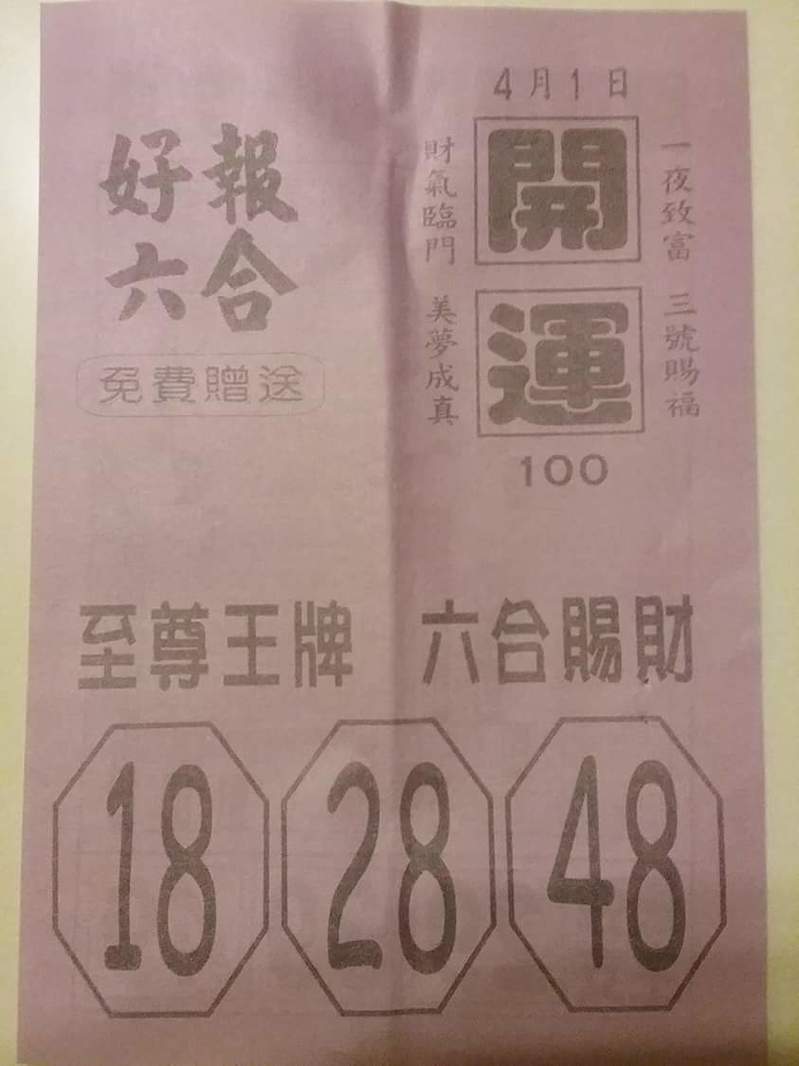 4月1日
好報
六合
免費贈送
開運
一夜致富 三號賜福
財氣臨門 美夢成真
100
至尊王牌 六合賜財
18 28 48